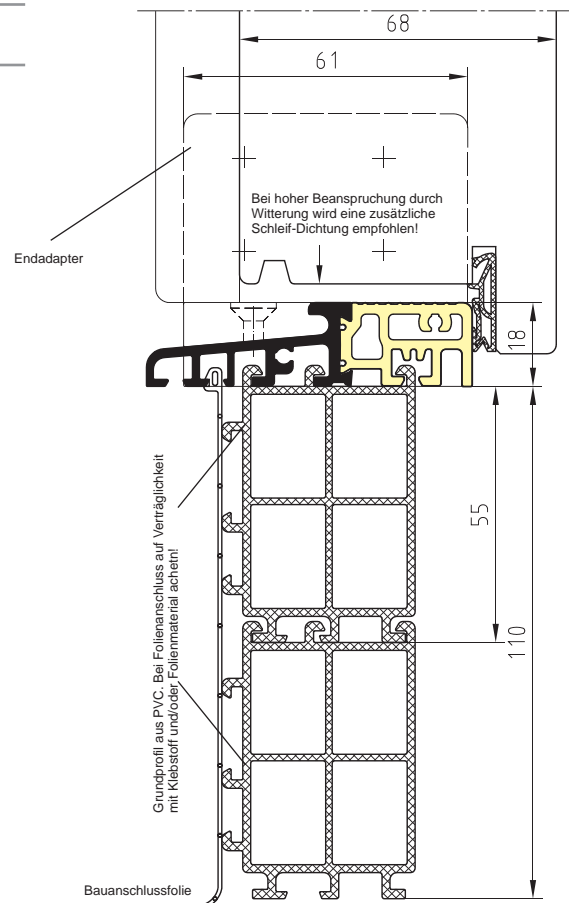 68
61
Bei hoher Beanspruchung durch
Witterung wird eine zusätzliche
Schleif-Dichtung empfohlen!
Endadapter
18
55
110
Grundprofil aus PVC. Bei Folienanschluss auf Verträglichkeit
mit Klebstoff und/oder Folienmaterial achetn!
Bauanschlussfolie